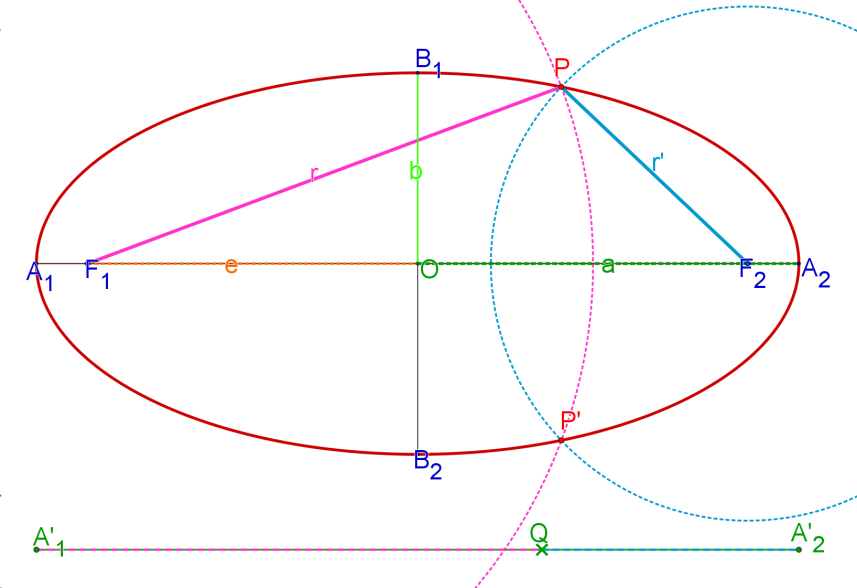 B₁
P
r
b
r'
A₁
F₁
e
O
a
F₂
A₂
P'
B₂
A'₁
Q
A'₂